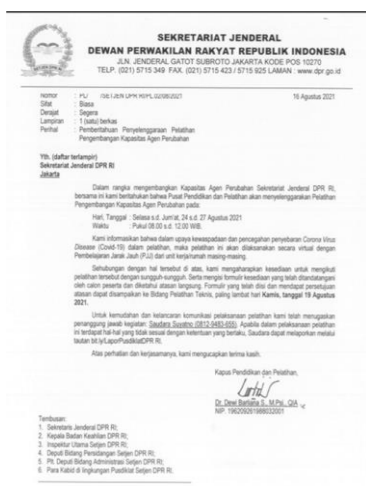 SEKRETARIAT JENDERAL
DEWAN PERWAKILAN RAKYAT REPUBLIK INDONESIA
JLN. JENDERAL GATOT SUBROTO JAKARTA KODE POS 10270
TELP. (021) 5715 349 FAX. (021) 5715 423 / 5715 925 LAMAN : www.dpr.go.id
Nomor : PD/ /SETJEN DPR RI/PL.02/08/2021 16 Agustus 2021
Sifat : Biasa
Derajat : Segera
Lampiran : 1 (satu) berkas
Perihal : Pemberitahuan Penyelenggaraan Pelatihan
Pengembangan Kapasitas Agen Perubahan
Yth. (daftar terlampir)
Sekretariat Jenderal DPR RI
Jakarta
Dalam rangka mengembangkan Kapasitas Agen Perubahan Sekretariat Jenderal DPR RI,
bersama ini kami beritahukan bahwa Pusat Pendidikan dan Pelatihan akan menyelenggarakan Pelatihan
Pengembangan Kapasitas Agen Perubahan pada:
Hari, Tanggal : Selasa s.d. Jum'at, 24 s.d. 27 Agustus 2021
Waktu : Pukul 08.00 s.d. 12.00 WIB.
Kami informasikan bahwa dalam upaya kewaspadaan dan pencegahan penyebaran Corona Virus
Disease (Covid-19) dalam pelatihan, maka pelatihan ini akan dilaksanakan secara virtual dengan
Pembelajaran Jarak Jauh (PJJ) dari unit kerja/rumah masing-masing.
Sehubungan dengan hal tersebut di atas, kami mengharapkan kesediaan untuk mengikuti
pelatihan tersebut dengan sungguh-sungguh. Serta mengisi formulir kesediaan yang telah ditandatangani
oleh calon peserta dan diketahui atasan langsung. Formulir yang telah diisi dan mendapat persetujuan
atasan dapat disampaikan ke Bidang Pelatihan Teknis, paling lambat hari Kamis, tanggal 19 Agustus
2021.
Untuk kemudahan dan kelancaran komunikasi pelaksanaan pelatihan kami telah menugaskan
penanggung jawab kegiatan: Saudara Suyatno (0812-9483-655). Apabila dalam pelaksanaan pelatihan
ini terdapat hal-hal yang tidak sesuai dengan ketentuan yang berlaku, Saudara dapat melaporkan melalui
tautan bit.ly/LaporPusdiklatDPR RI.
Atas perhatian dan kerjasamanya, kami mengucapkan terima kasih.
Kapus Pendidikan dan Pelatihan,
Dr. Dewi Barliana S., M.Psi., QIA
NIP. 196209261988032001
Tembusan:
1. Sekretaris Jenderal DPR RI;
2. Kepala Badan Keahlian DPR RI;
3. Inspektur Utama Setjen DPR RI;
4. Deputi Bidang Persidangan Setjen DPR RI;
5. Plt. Deputi Bidang Administrasi Setjen DPR RI;
6. Para Kabid di lingkungan Pusdiklat Setjen DPR RI.